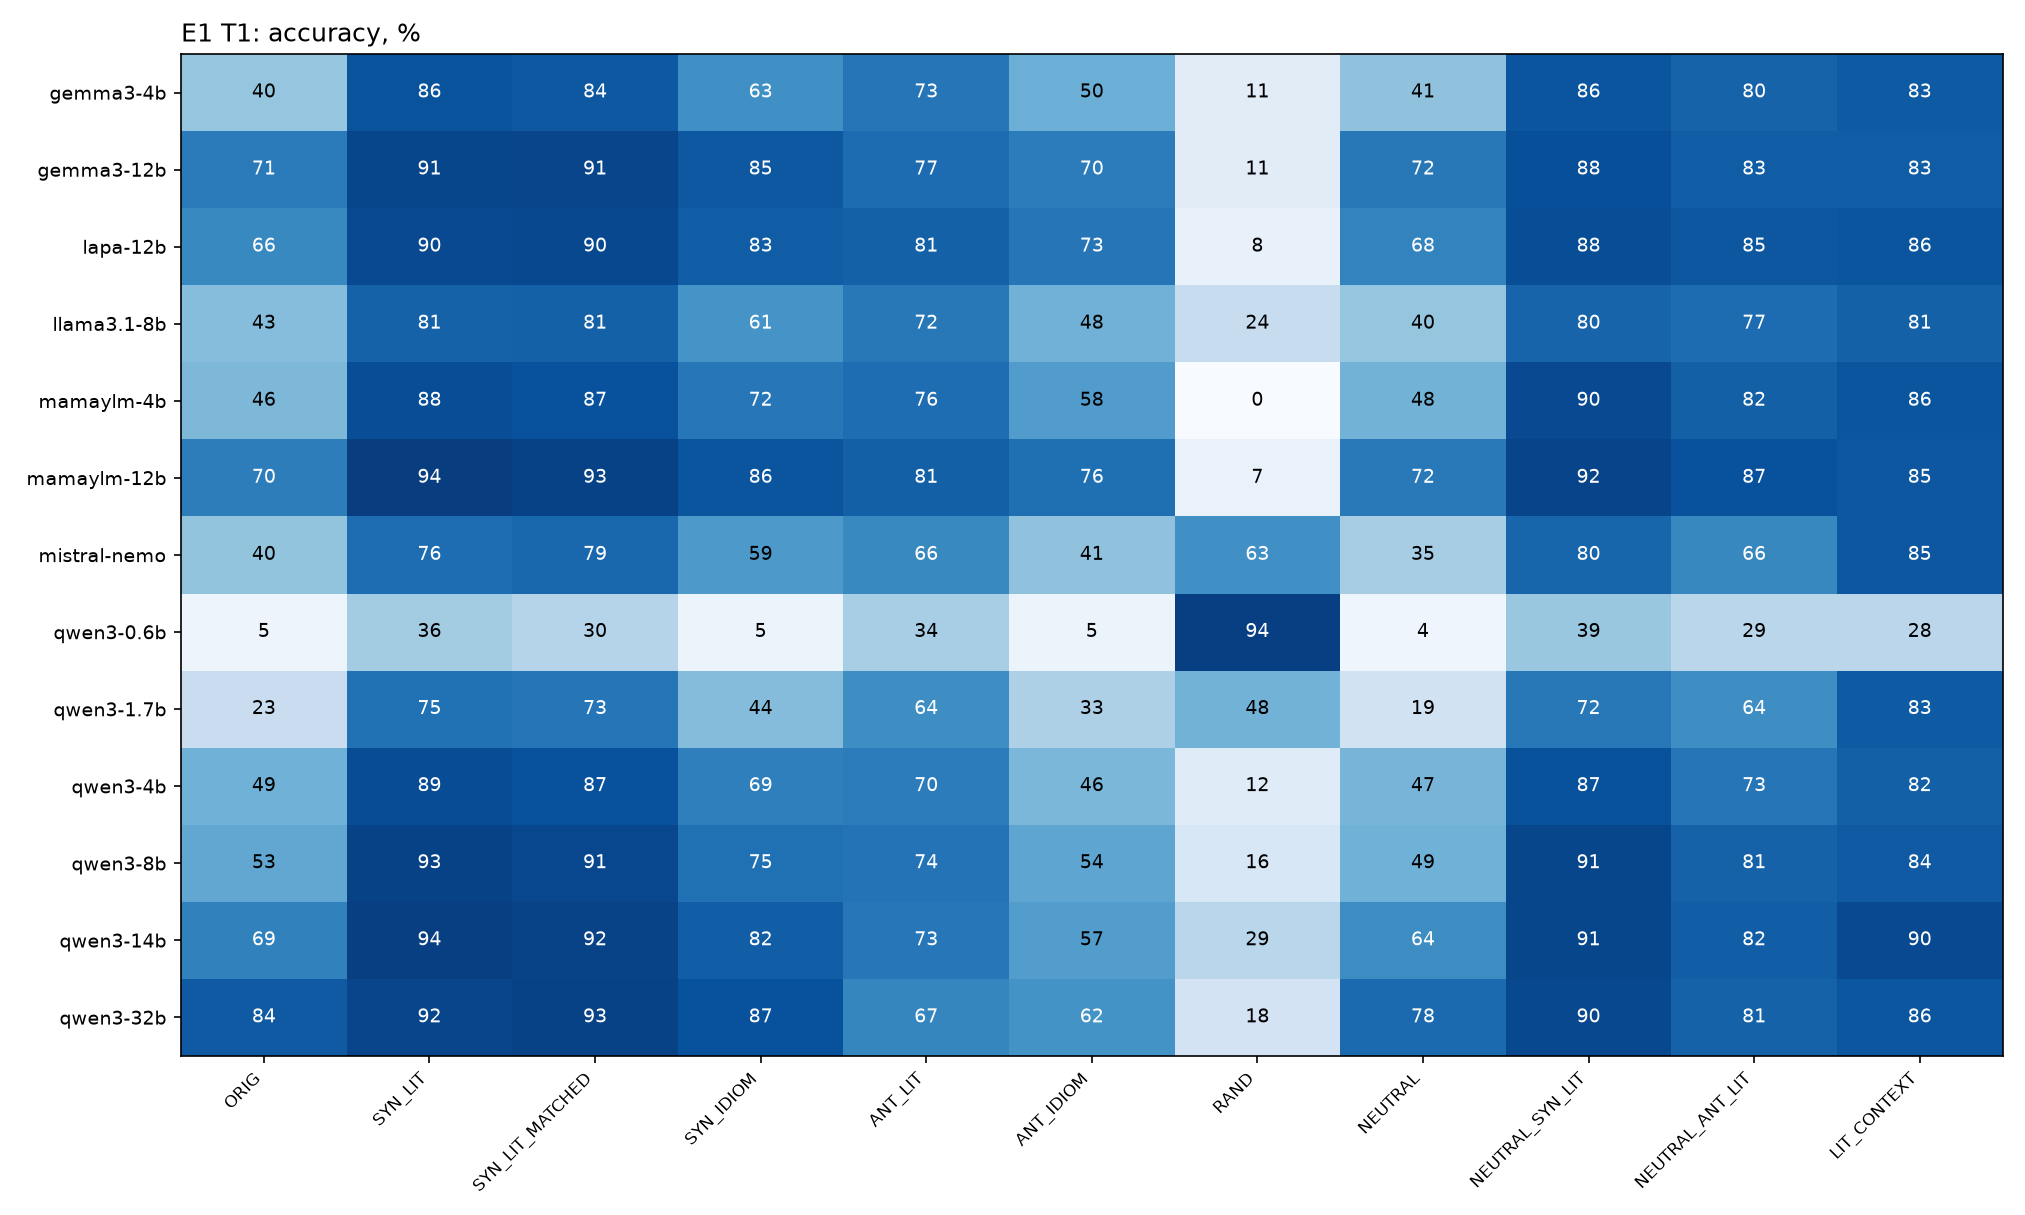 E1 T1: accuracy, %
gemma3-4b 40 86 84 63 73 50 11 41 86 80 83
gemma3-12b 71 91 91 85 77 70 11 72 88 83 83
lapa-12b 66 90 90 83 81 73 8 68 88 85 86
llama3.1-8b 43 81 81 61 72 48 24 40 80 77 81
mamaylm-4b 46 88 87 72 76 58 0 48 90 82 86
mamaylm-12b 70 94 93 86 81 76 7 72 92 87 85
mistral-nemo 40 76 79 59 66 41 63 35 80 66 85
qwen3-0.6b 5 36 30 5 34 5 94 4 39 29 28
qwen3-1.7b 23 75 73 44 64 33 48 19 72 64 83
qwen3-4b 49 89 87 69 70 46 12 47 87 73 82
qwen3-8b 53 93 91 75 74 54 16 49 91 81 84
qwen3-14b 69 94 92 82 73 57 29 64 91 82 90
qwen3-32b 84 92 93 87 67 62 18 78 90 81 86
ORIG SYN_LIT SYN_LIT_MATCHED SYN_IDIOM ANT_LIT ANT_IDIOM RAND NEUTRAL NEUTRAL_SYN_LIT NEUTRAL_ANT_LIT LIT_CONTEXT